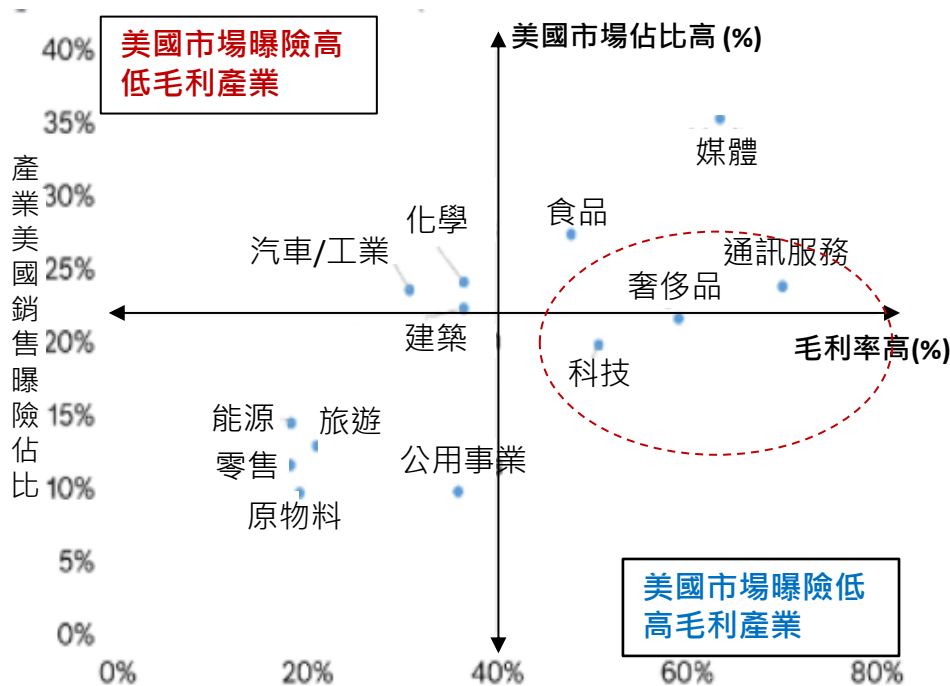 40%
美國市場曝險高
低毛利產業
美國市場佔比高 (%)
35%
媒體
產業美國銷售曝險佔比
30%
化學
食品
汽車/工業
通訊服務
25%
奢侈品
建築
毛利率高(%)
20%
科技
15%
能源
旅遊
零售
公用事業
10%
原物料
5%
美國市場曝險低
高毛利產業
0%
0%
20%
40%
60%
80%